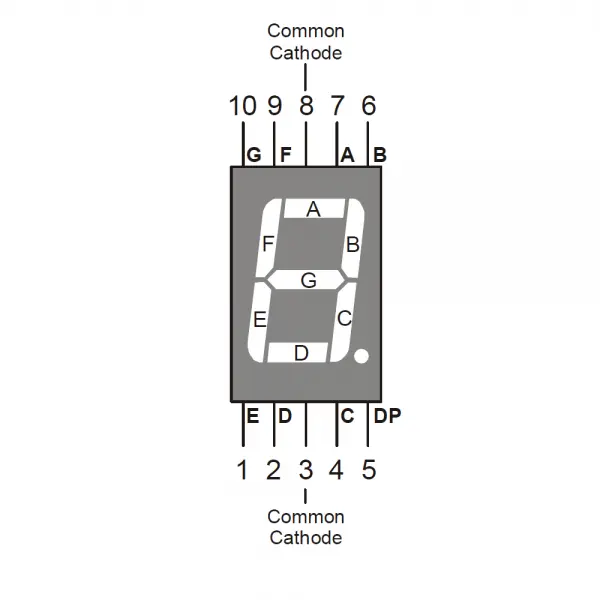 Common
Cathode
10 9 8 7 6
G F A B
A
F B
G
E C
D
E D C DP
1 2 3 4 5
Common
Cathode